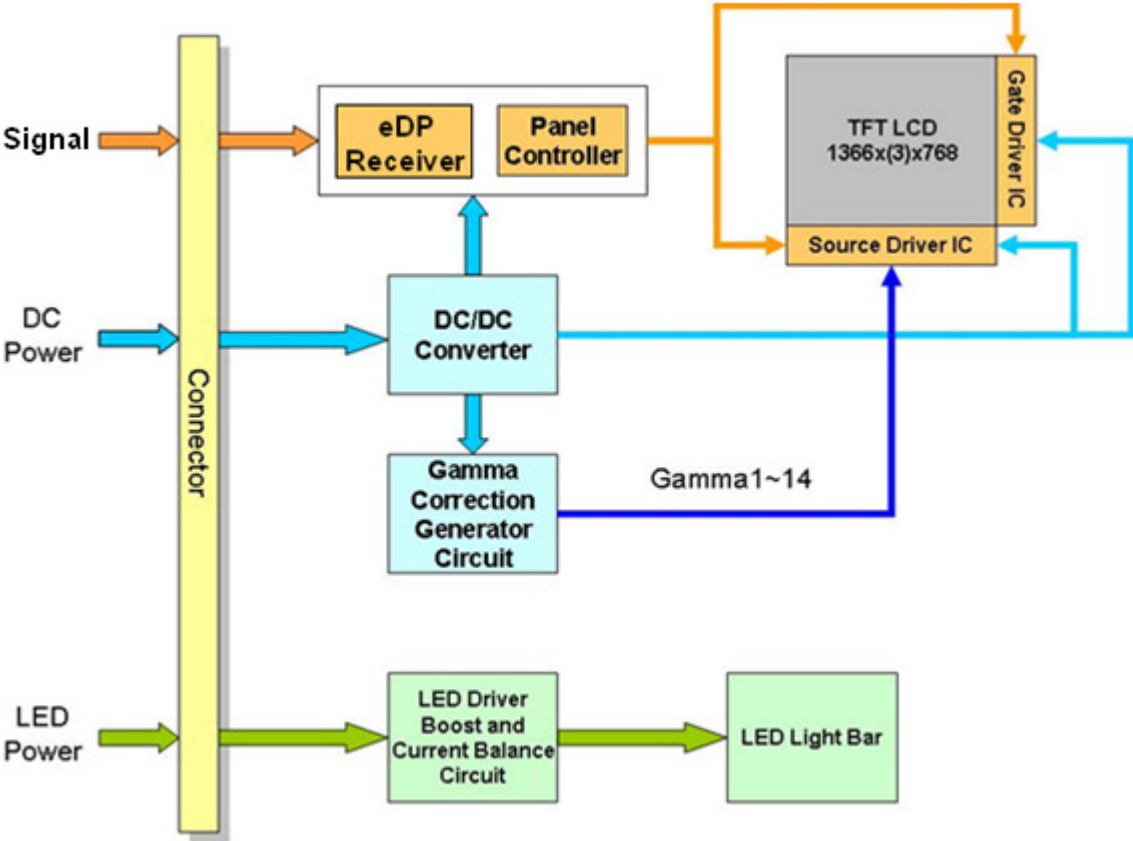 Signal
eDP
Receiver
Panel
Controller
TFT LCD
1366x(3)x768
Gate Driver IC
Source Driver IC
DC
Power
DC/DC
Converter
Connector
Gamma
Correction
Generator
Circuit
Gamma1~14
LED
Power
LED Driver
Boost and
Current Balance
Circuit
LED Light Bar